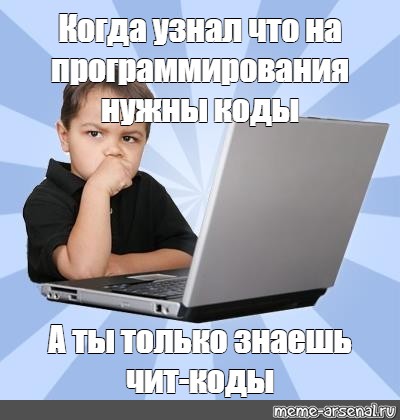 Когда узнал что на
программирования
нужны коды
А ты только знаешь
чит-коды
meme-arsenal.ru